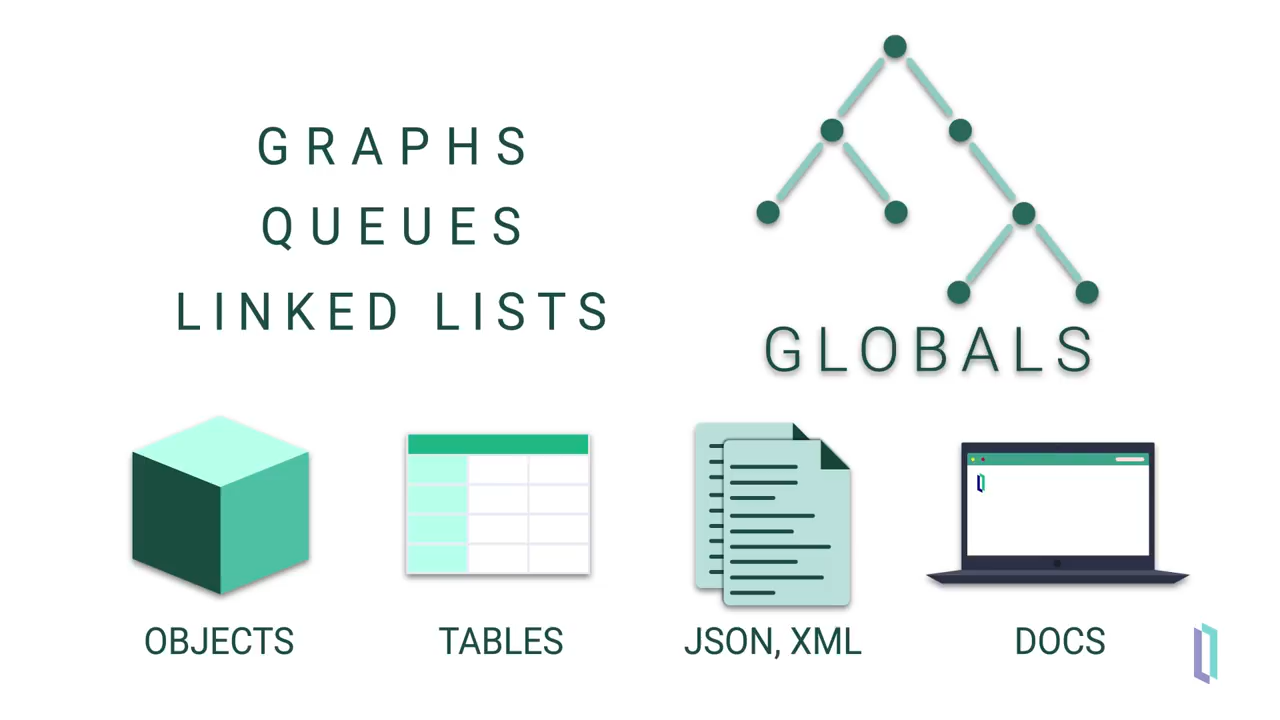 GRAPHS
QUEUES
LINKED LISTS
GLOBALS
OBJECTS
TABLES
JSON, XML
DOCS